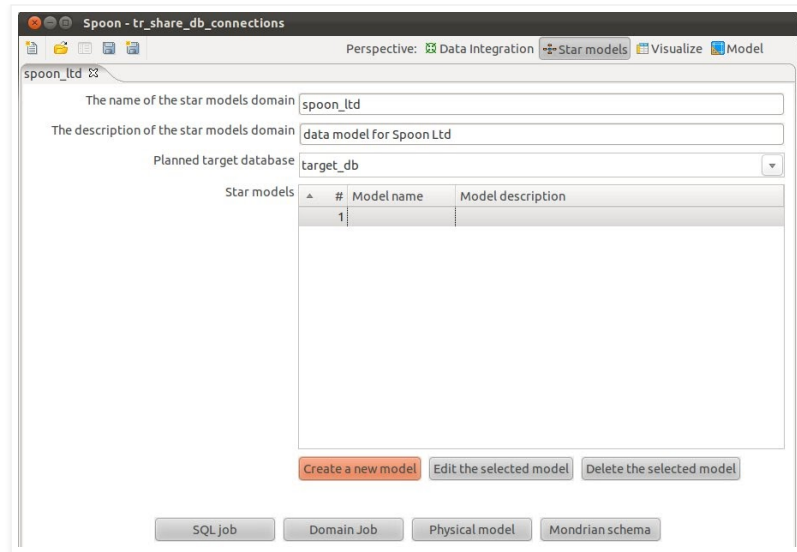 Spoon - tr_share_db_connections
Perspective: Data Integration Star models Visualize Model
spoon_ltd
The name of the star models domain spoon_ltd
The description of the star models domain data model for Spoon Ltd
Planned target database target_db
Star models # Model name Model description
1
Create a new model Edit the selected model Delete the selected model
SQL job Domain Job Physical model Mondrian schema